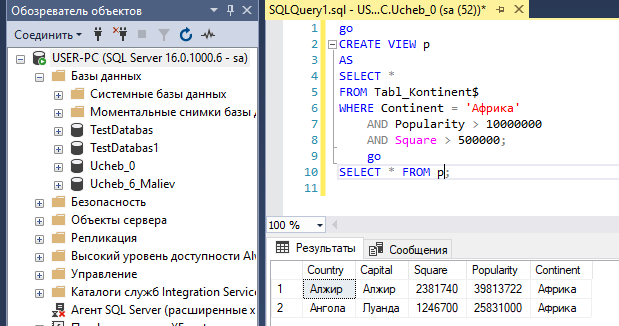 Обозреватель объектов
Соединить
USER-PC (SQL Server 16.0.1000.6 - sa)
Базы данных
Системные базы данных
Моментальные снимки базы д
TestDatabas
TestDatabas1
Ucheb_0
Ucheb_6_Maliev
Безопасность
Объекты сервера
Репликация
Высокий уровень доступности Al
Управление
Каталоги служб Integration Service
Агент SQL Server (расширенные х
SQLQuery1.sql - US...C.Ucheb_0 (sa (52))*
1 go
2 CREATE VIEW p
3 AS
4 SELECT *
5 FROM Tabl_Kontinent$
6 WHERE Continent = 'Африка'
7 AND Popularity > 10000000
8 AND Square > 500000;
9 go
10 SELECT * FROM p;
11
100 %
Результаты Сообщения
Country Capital Square Popularity Continent
1 Алжир Алжир 2381740 39813722 Африка
2 Ангола Луанда 1246700 25831000 Африка